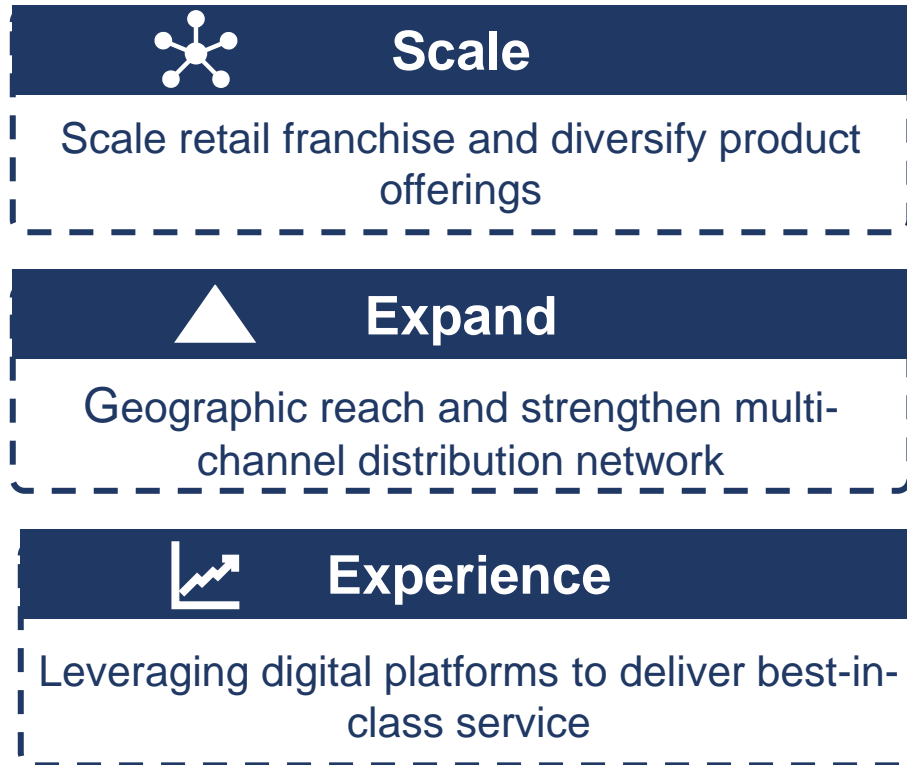 Scale
Scale retail franchise and diversify product
offerings
Expand
Geographic reach and strengthen multi-
channel distribution network
Experience
Leveraging digital platforms to deliver best-in-
class service